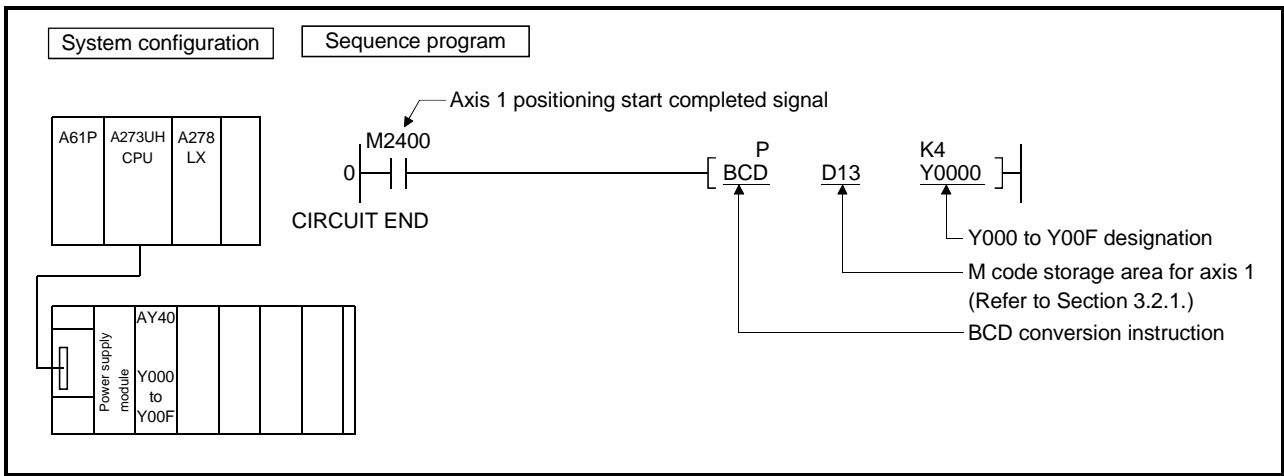 System configuration
Sequence program
Axis 1 positioning start completed signal
A61P
A273UH
CPU
A278
LX
M2400
0
P
BCD
D13
K4
Y0000
CIRCUIT END
Y000 to Y00F designation
M code storage area for axis 1
(Refer to Section 3.2.1.)
BCD conversion instruction
Power supply
module
AY40
Y000
to
Y00F